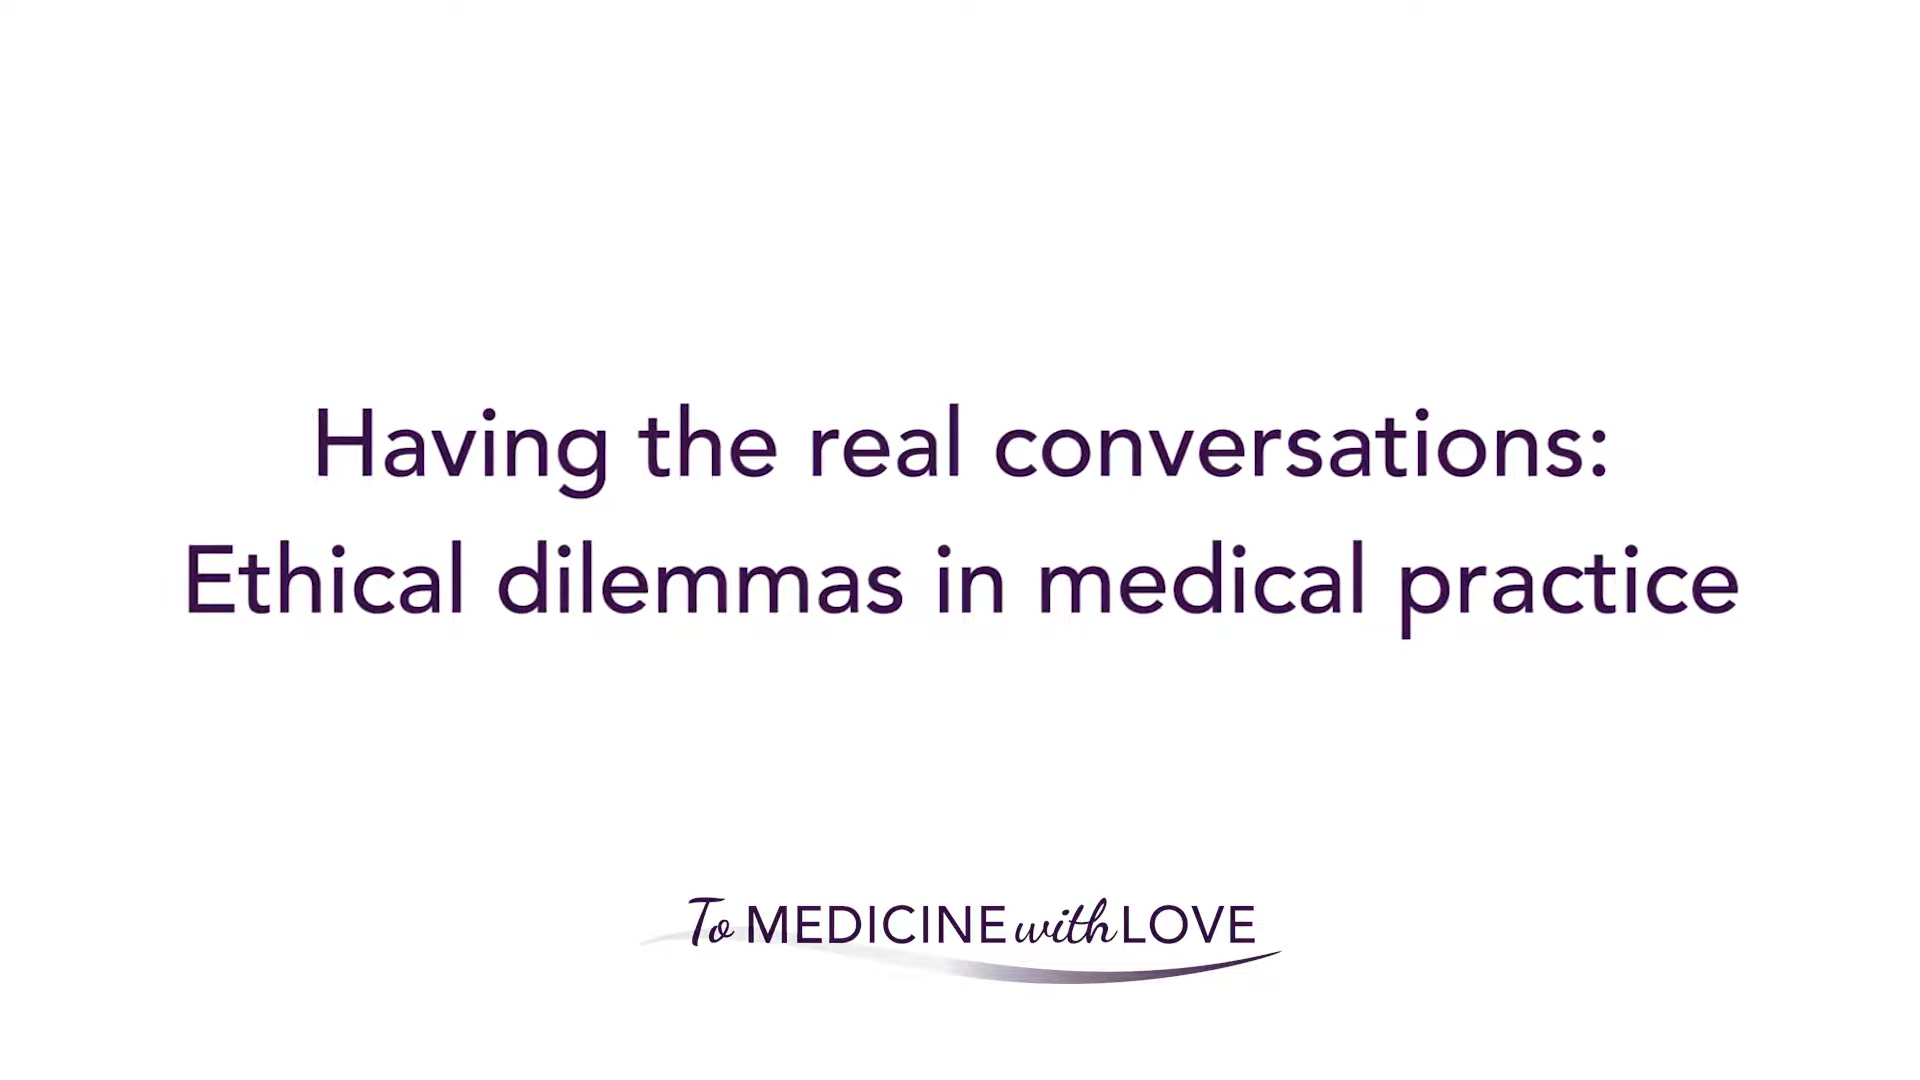 Having the real conversations:
Ethical dilemmas in medical practice
To MEDICINE with LOVE